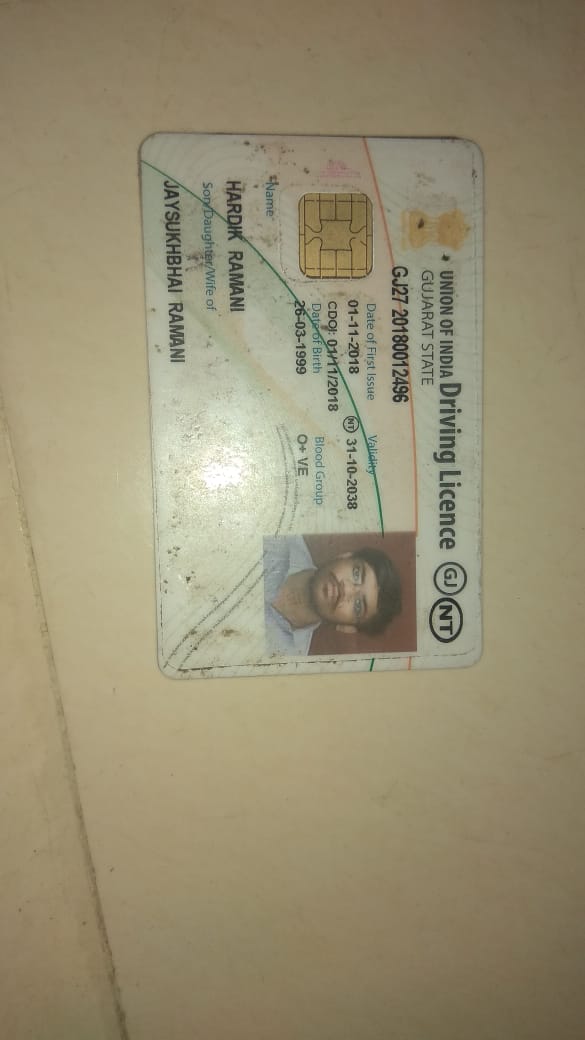 UNION OF INDIA Driving Licence GJ NT
GUJARAT STATE
GJ27 20180012496
Date of First Issue Validity
01-11-2018 NT 31-10-2038
CDOI: 01/11/2018
Date of Birth Blood Group
26-03-1999 O+ VE
Name
HARDIK RAMANI
Son/Daughter/Wife of
JAYSUKHBHAI RAMANI